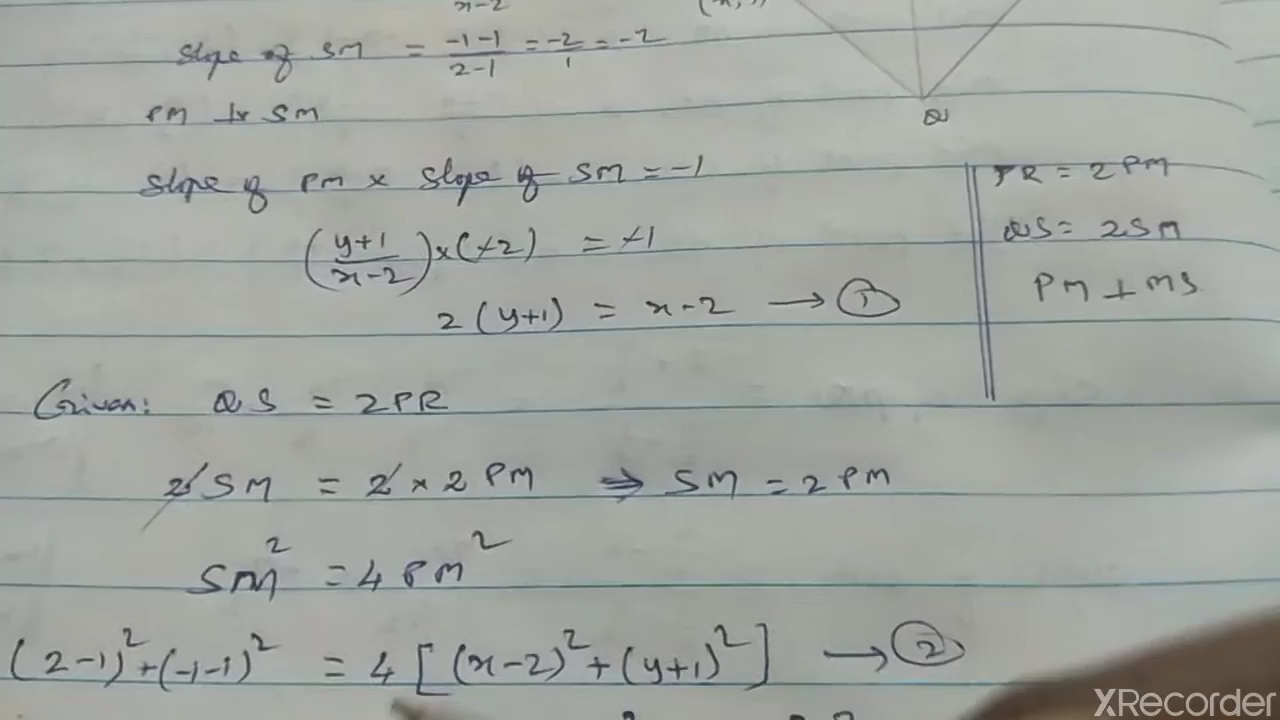 x-2
Slope of SM = -1-1/2-1 = -2/1 = -2
PM ⊥r SM
Slope of PM × Slope of SM = -1
(y+1/x-2) × (-2) = -1
2(y+1) = x-2 → ①
Q
PR = 2PM
QS = 2SM
PM ⊥ MS
Given: QS = 2PR
2SM = 2 × 2PM ⇒ SM = 2PM
SM² = 4PM²
(2-1)²+(-1-1)² = 4[(x-2)²+(y+1)²] → ②
XRecorder